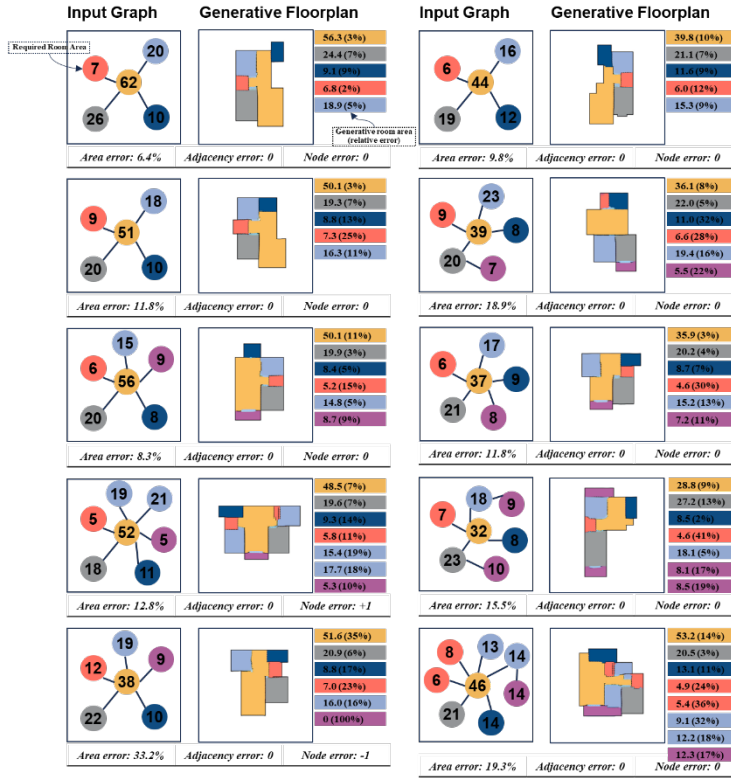 Input Graph Generative Floorplan Input Graph Generative Floorplan
Required Room Area
7 20 62 26 10
56.3 (3%)
24.4 (7%)
9.1 (9%)
6.8 (2%)
18.9 (5%)
Generative room area
(relative error)
Area error: 6.4% Adjacency error: 0 Node error: 0
16 6 44 19 12
39.8 (10%)
21.1 (7%)
11.6 (9%)
6.0 (12%)
15.3 (9%)
Area error: 9.8% Adjacency error: 0 Node error: 0
18 9 51 20 10
50.1 (3%)
19.3 (7%)
8.8 (13%)
7.3 (25%)
16.3 (11%)
Area error: 11.8% Adjacency error: 0 Node error: 0
23 9 39 8 20 7
36.1 (8%)
22.0 (5%)
11.0 (32%)
6.6 (28%)
19.4 (16%)
5.5 (22%)
Area error: 18.9% Adjacency error: 0 Node error: 0
15 9 6 56 20 8
50.1 (11%)
19.9 (3%)
8.4 (5%)
5.2 (15%)
14.8 (5%)
8.7 (9%)
Area error: 8.3% Adjacency error: 0 Node error: 0
17 6 37 9 21 8
35.9 (3%)
20.2 (4%)
8.7 (7%)
4.6 (30%)
15.2 (13%)
7.2 (11%)
Area error: 11.8% Adjacency error: 0 Node error: 0
19 21 5 52 5 18 11
48.5 (7%)
19.6 (7%)
9.3 (14%)
5.8 (11%)
15.4 (19%)
17.7 (18%)
5.3 (10%)
Area error: 12.8% Adjacency error: 0 Node error: +1
18 9 7 32 8 23 10
28.8 (9%)
27.2 (13%)
8.5 (2%)
4.6 (41%)
18.1 (5%)
8.1 (17%)
8.5 (19%)
Area error: 15.5% Adjacency error: 0 Node error: 0
19 12 9 38 22 10
51.6 (35%)
20.9 (6%)
8.8 (17%)
7.0 (23%)
16.0 (16%)
0 (100%)
Area error: 33.2% Adjacency error: 0 Node error: -1
8 13 14 6 46 14 21 14
53.2 (14%)
20.5 (3%)
13.1 (11%)
4.9 (24%)
5.4 (36%)
9.1 (32%)
12.2 (18%)
12.3 (17%)
Area error: 19.3% Adjacency error: 0 Node error: 0